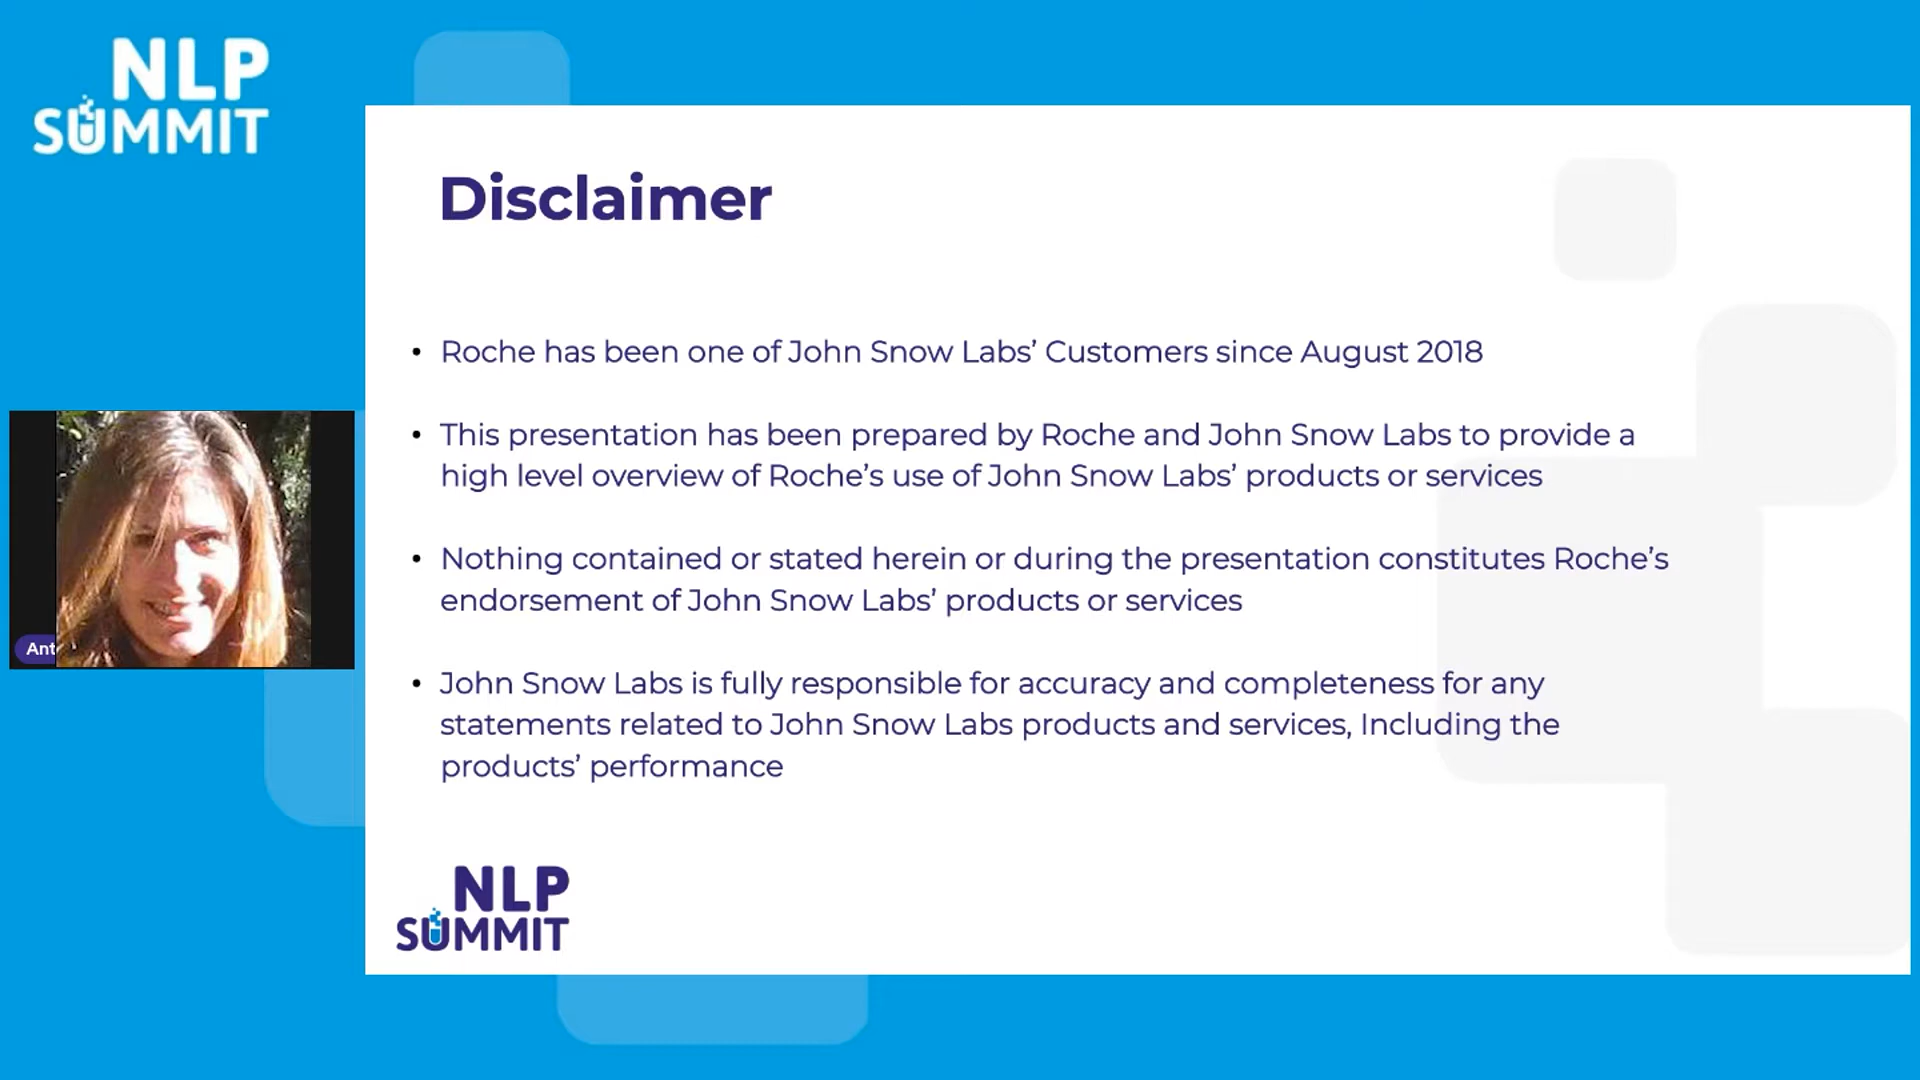 NLP
SUMMIT
Disclaimer
• Roche has been one of John Snow Labs’ Customers since August 2018
• This presentation has been prepared by Roche and John Snow Labs to provide a
high level overview of Roche’s use of John Snow Labs’ products or services
• Nothing contained or stated herein or during the presentation constitutes Roche’s
endorsement of John Snow Labs’ products or services
• John Snow Labs is fully responsible for accuracy and completeness for any
statements related to John Snow Labs products and services, Including the
products’ performance
Ant
NLP
SUMMIT